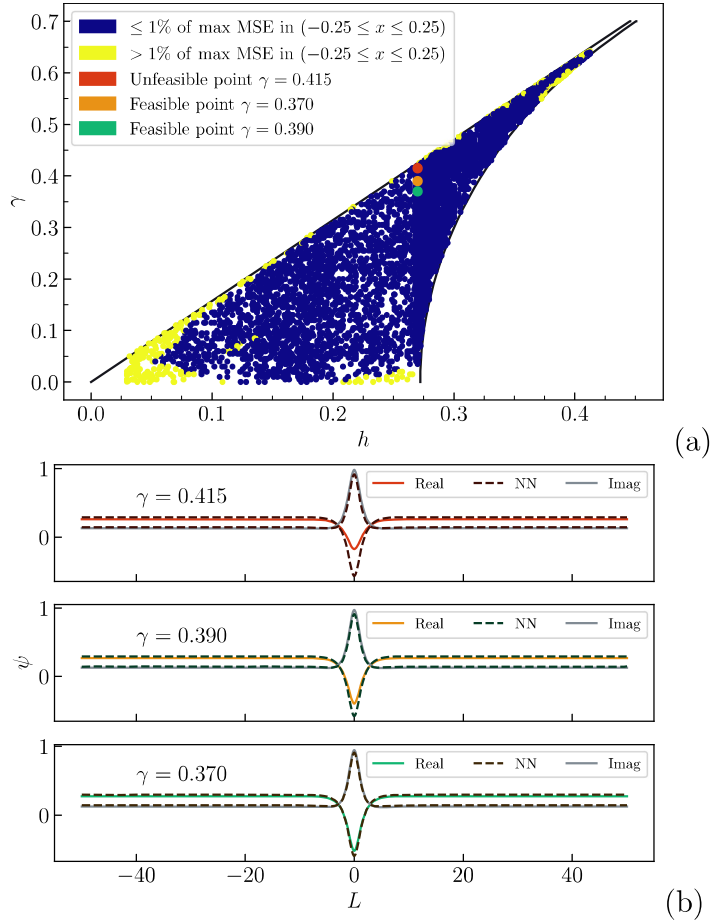 0.7
0.6
0.5
0.4
0.3
0.2
0.1
0.0
γ
≤ 1% of max MSE in (−0.25 ≤ x ≤ 0.25)
> 1% of max MSE in (−0.25 ≤ x ≤ 0.25)
Unfeasible point γ = 0.415
Feasible point γ = 0.370
Feasible point γ = 0.390
0.0 0.1 0.2 0.3 0.4
h
(a)
1
0
γ = 0.415
Real NN Imag
1
0
γ = 0.390
Real NN Imag
ψ
1
0
γ = 0.370
Real NN Imag
−40 −20 0 20 40
L
(b)